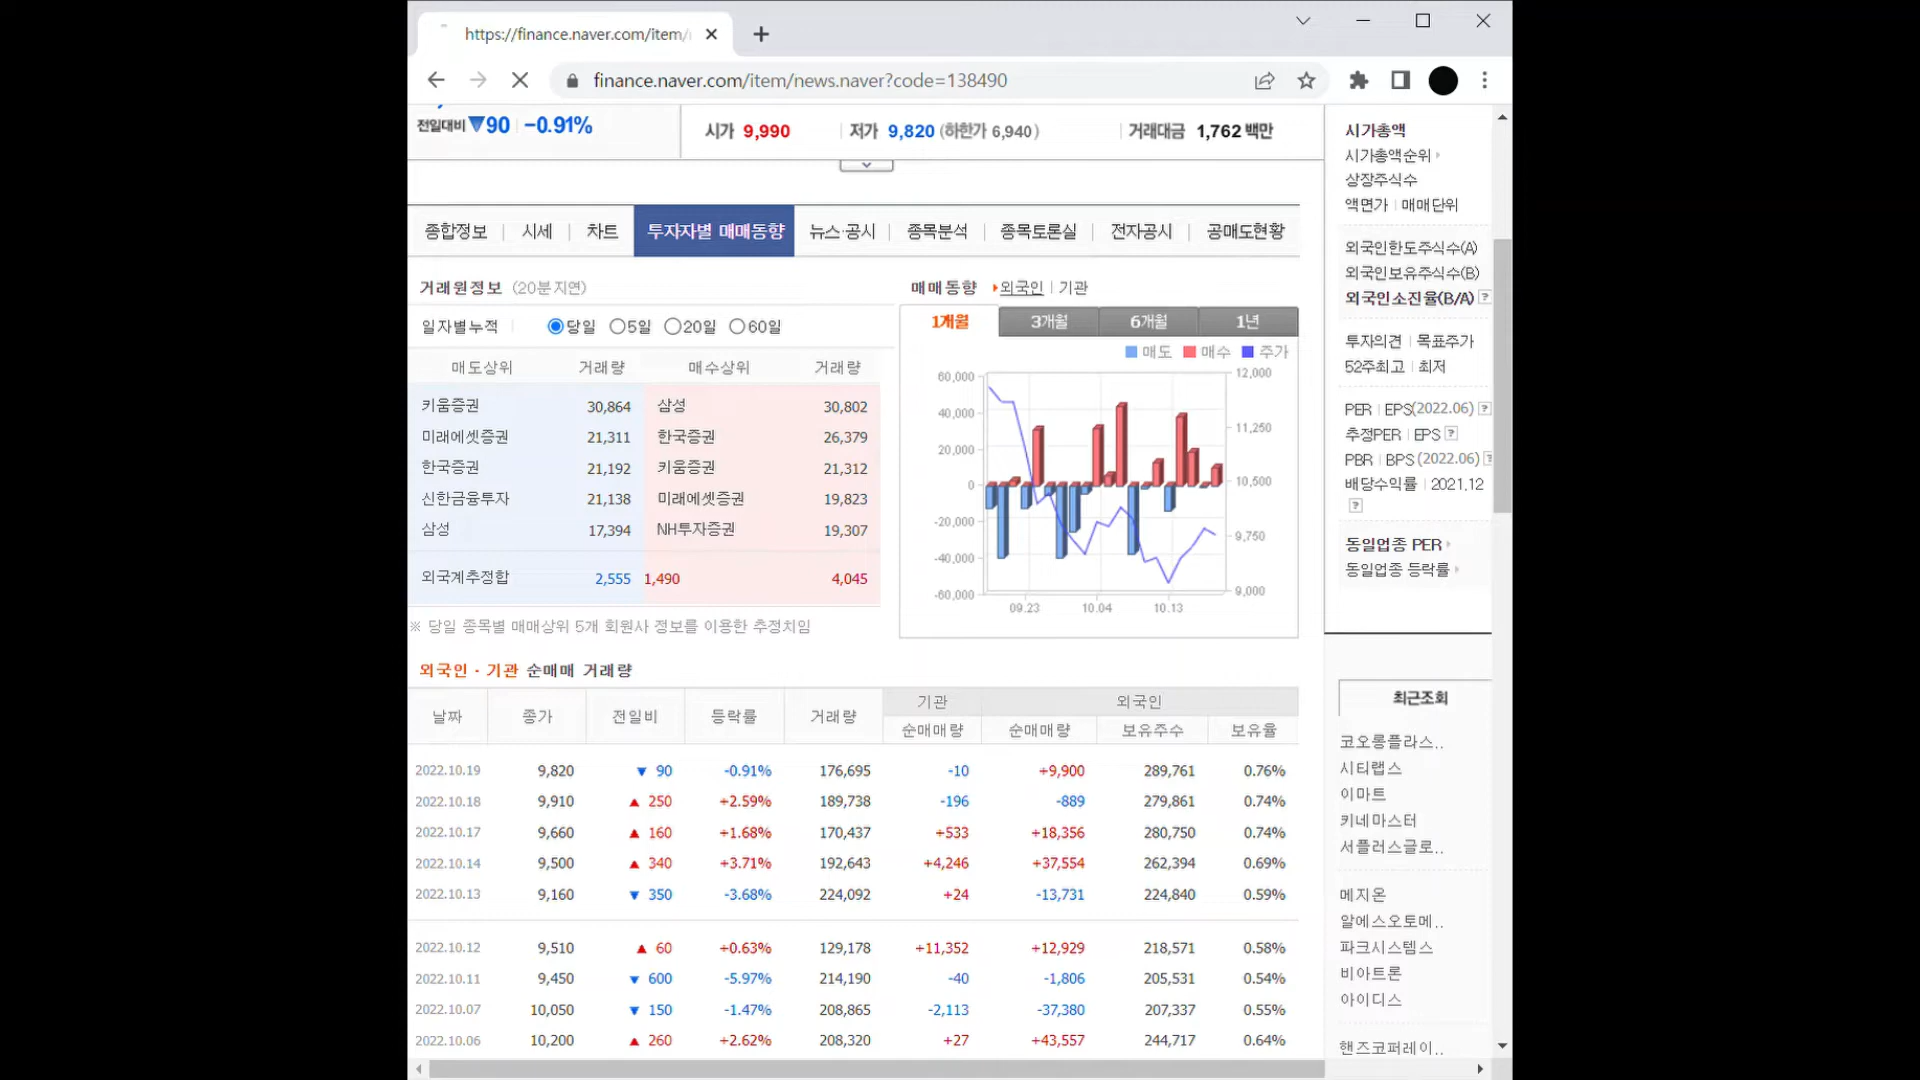 https://finance.naver.com/item/
finance.naver.com/item/news.naver?code=138490
전일대비 ▼90 -0.91%
시가 9,990 저가 9,820 (하한가 6,940) 거래대금 1,762 백만
종합정보 시세 차트 투자자별 매매동향 뉴스·공시 종목분석 종목토론실 전자공시 공매도현황
거래원정보 (20분지연)
일자별누적 당일 5일 20일 60일
매도상위 거래량 매수상위 거래량
키움증권 30,864 삼성 30,802
미래에셋증권 21,311 한국증권 26,379
한국증권 21,192 키움증권 21,312
신한금융투자 21,138 미래에셋증권 19,823
삼성 17,394 NH투자증권 19,307
외국계추정합 2,555 1,490 4,045
※ 당일 종목별 매매상위 5개 회원사 정보를 이용한 추정치임
매매동향 외국인 기관
1개월 3개월 6개월 1년
매도 매수 주가
60,000 12,000
40,000 11,250
20,000
0 10,500
-20,000
-40,000 9,750
-60,000 9,000
09.23 10.04 10.13
외국인·기관 순매매 거래량
날짜 종가 전일비 등락률 거래량 기관 외국인
순매매량 순매매량 보유주수 보유율
2022.10.19 9,820 ▼ 90 -0.91% 176,695 -10 +9,900 289,761 0.76%
2022.10.18 9,910 ▲ 250 +2.59% 189,738 -196 -889 279,861 0.74%
2022.10.17 9,660 ▲ 160 +1.68% 170,437 +533 +18,356 280,750 0.74%
2022.10.14 9,500 ▲ 340 +3.71% 192,643 +4,246 +37,554 262,394 0.69%
2022.10.13 9,160 ▼ 350 -3.68% 224,092 +24 -13,731 224,840 0.59%
2022.10.12 9,510 ▲ 60 +0.63% 129,178 +11,352 +12,929 218,571 0.58%
2022.10.11 9,450 ▼ 600 -5.97% 214,190 -40 -1,806 205,531 0.54%
2022.10.07 10,050 ▼ 150 -1.47% 208,865 -2,113 -37,380 207,337 0.55%
2022.10.06 10,200 ▲ 260 +2.62% 208,320 +27 +43,557 244,717 0.64%
시가총액
시가총액순위
상장주식수
액면가 매매단위
외국인한도주식수(A)
외국인보유주식수(B)
외국인소진율(B/A) ?
투자의견 목표주가
52주최고 최저
PER EPS(2022.06) ?
추정PER EPS ?
PBR BPS (2022.06) ?
배당수익률 2021.12
?
동일업종 PER
동일업종 등락률
최근조회
코오롱플라스..
시티랩스
이마트
키네마스터
서플러스글로..
메지온
알에스오토메..
파크시스템스
비아트론
아이디스
핸즈코퍼레이..